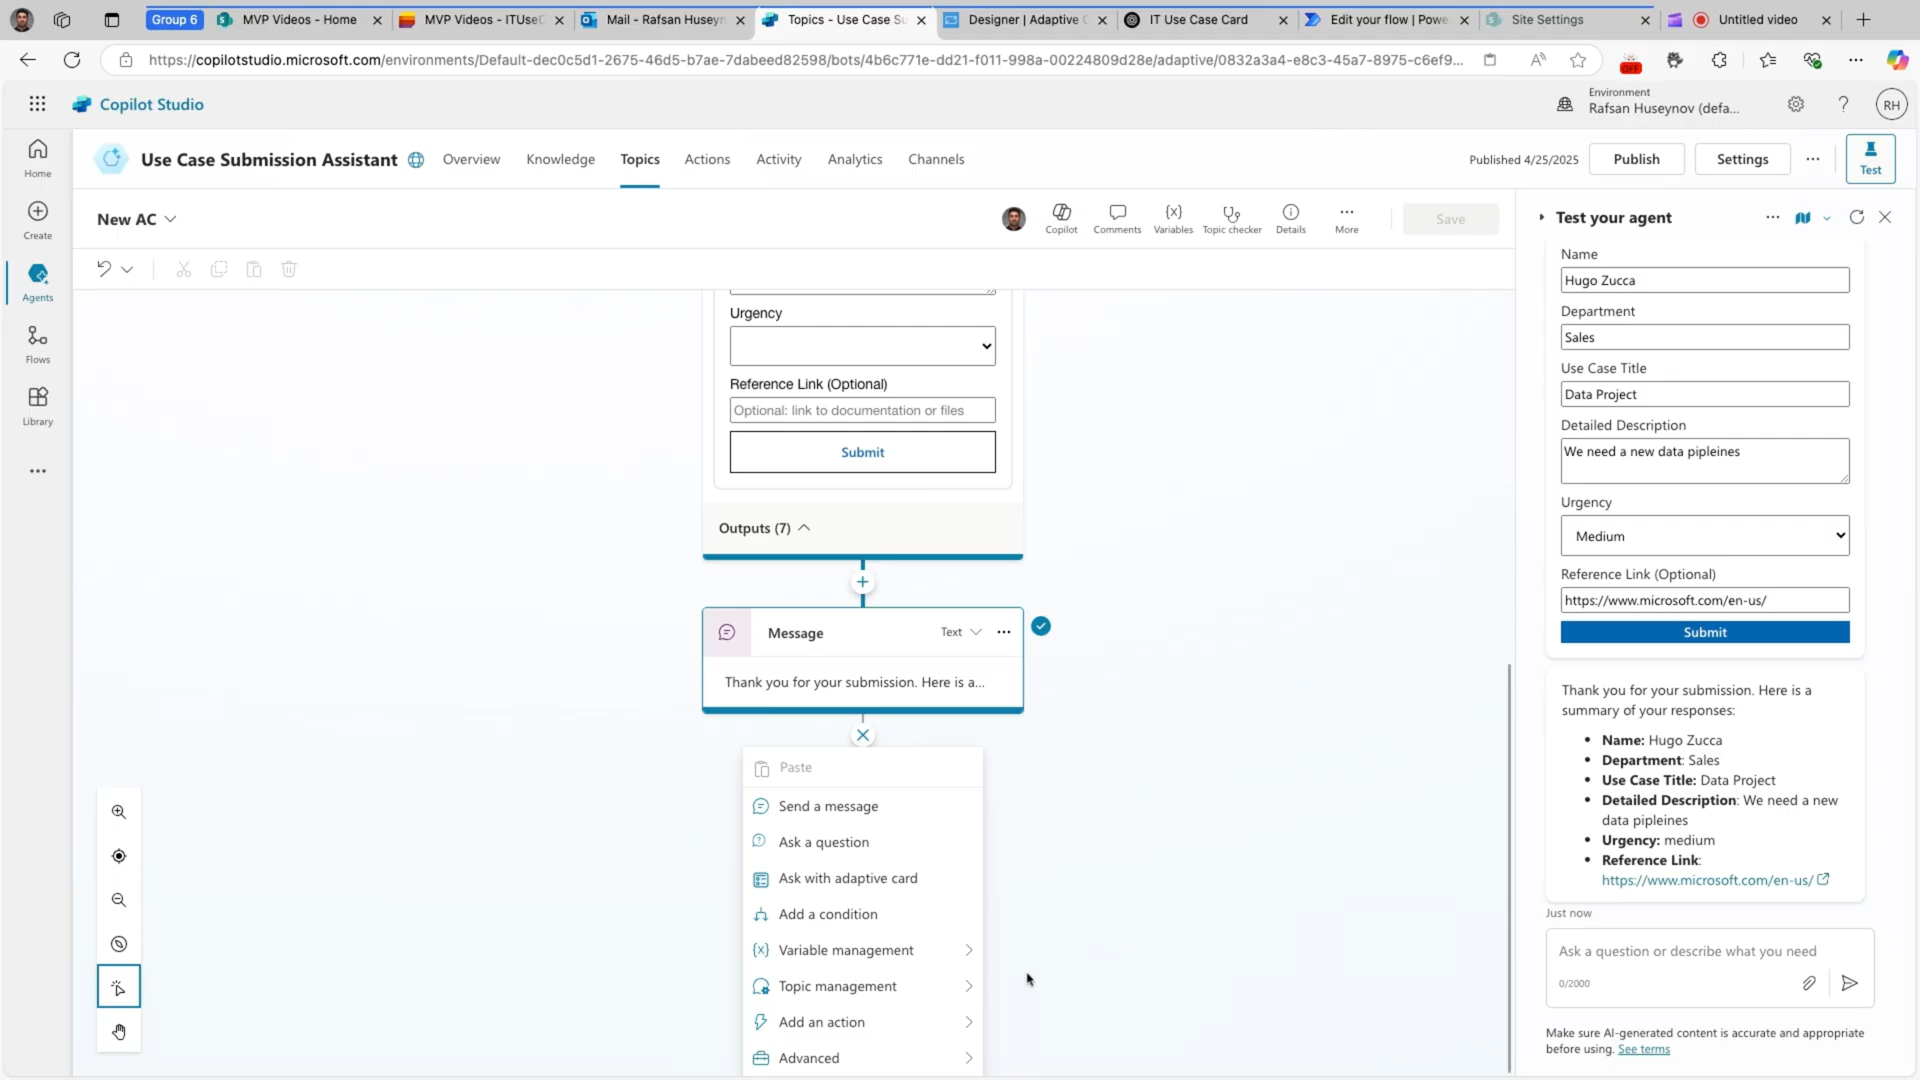 Group 6
MVP Videos - Home
MVP Videos - ITUseC
Mail - Rafsan Huseyn
Topics - Use Case Su
Designer | Adaptive C
IT Use Case Card
Edit your flow | Powe
Site Settings
Untitled video
https://copilotstudio.microsoft.com/environments/Default-dec0c5d1-2675-46d5-b7ae-7dabeed82598/bots/4b6c771e-dd21-f011-998a-00224809d28e/adaptive/0832a3a4-e8c3-45a7-8975-c6ef9...
OFF
Copilot Studio
Environment
Rafsan Huseynov (defa...
RH
Home
Create
Agents
Flows
Library
Use Case Submission Assistant
Overview
Knowledge
Topics
Actions
Activity
Analytics
Channels
Published 4/25/2025
Publish
Settings
Test
New AC
Copilot
Comments
Variables
Topic checker
Details
More
Save
Urgency
Reference Link (Optional)
Optional: link to documentation or files
Submit
Outputs (7)
Message
Text
Thank you for your submission. Here is a...
Paste
Send a message
Ask a question
Ask with adaptive card
Add a condition
Variable management
Topic management
Add an action
Advanced
Test your agent
Name
Hugo Zucca
Department
Sales
Use Case Title
Data Project
Detailed Description
We need a new data pipleines
Urgency
Medium
Reference Link (Optional)
https://www.microsoft.com/en-us/
Submit
Thank you for your submission. Here is a
summary of your responses:
• Name: Hugo Zucca
• Department: Sales
• Use Case Title: Data Project
• Detailed Description: We need a new
data pipleines
• Urgency: medium
• Reference Link:
https://www.microsoft.com/en-us/
Just now
Ask a question or describe what you need
0/2000
Make sure AI-generated content is accurate and appropriate
before using. See terms